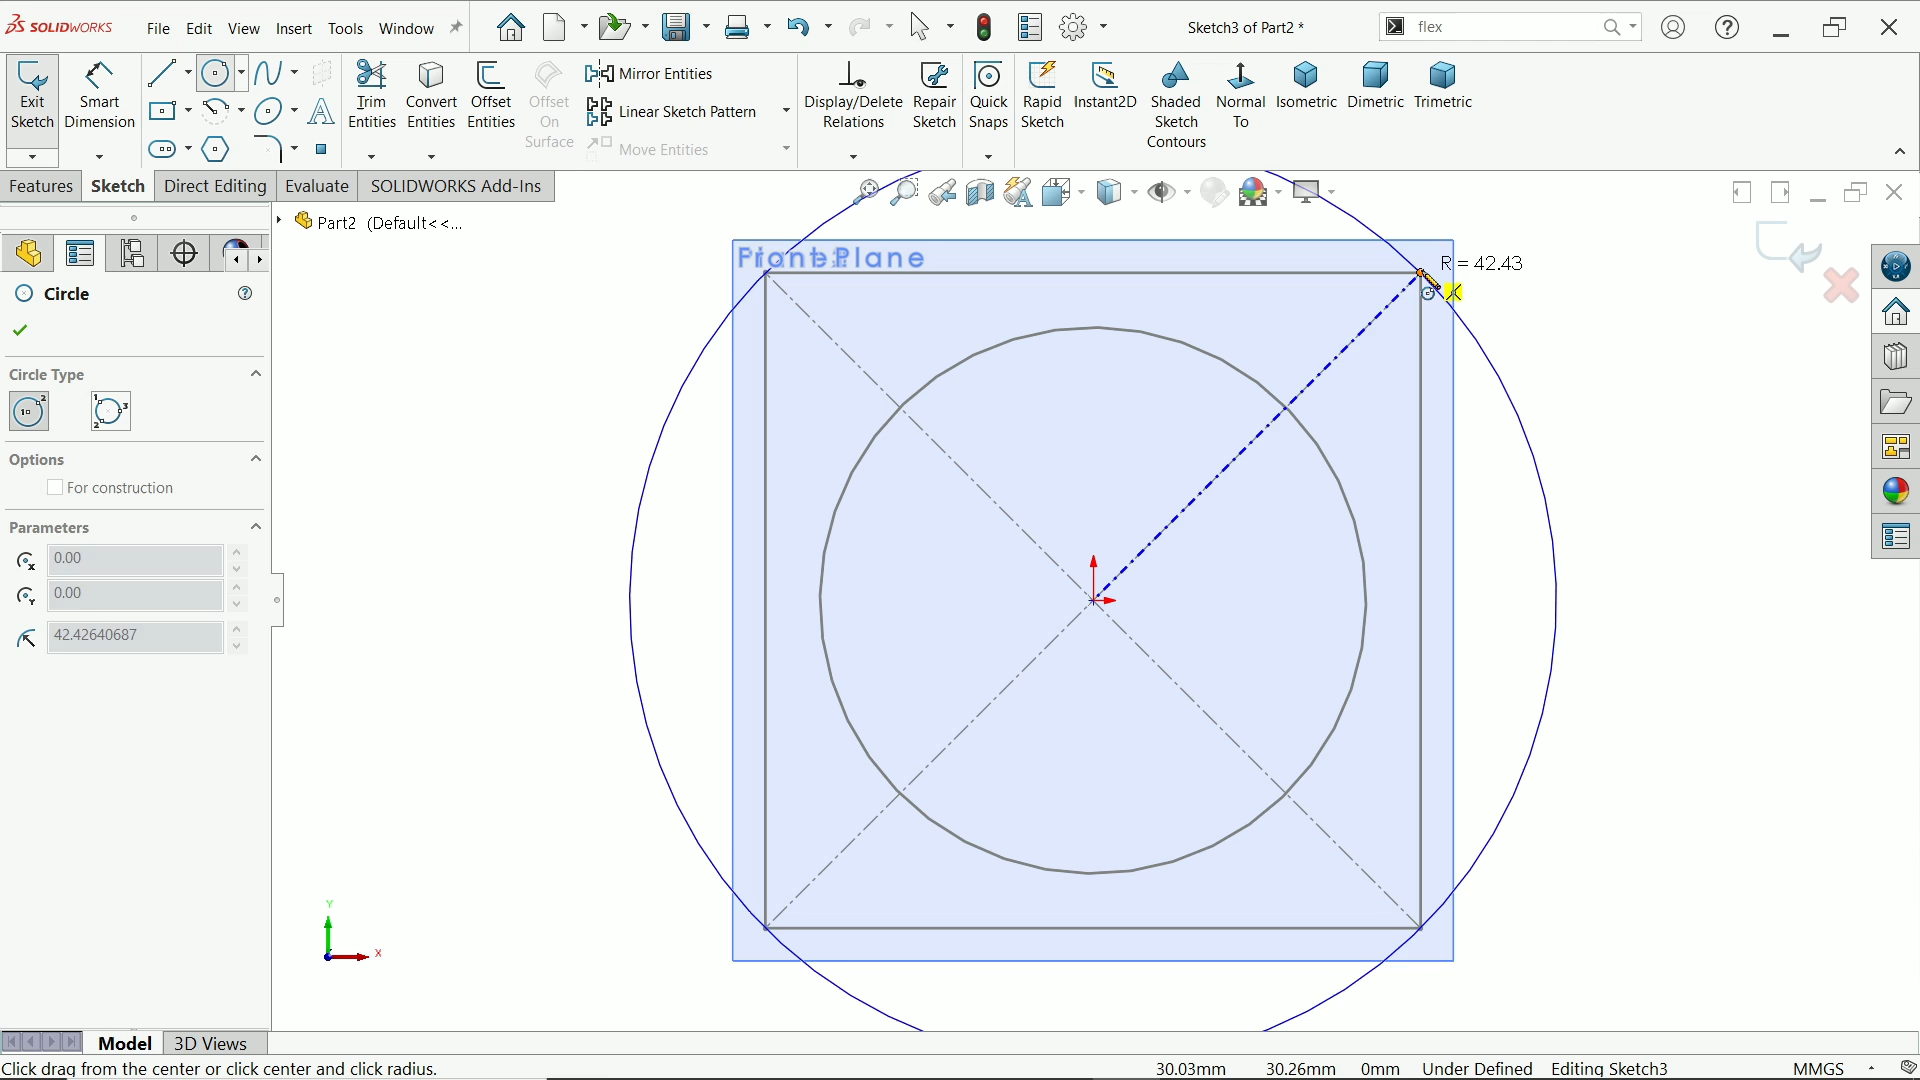 SOLIDWORKS File Edit View Insert Tools Window Sketch3 of Part2 * flex
Exit Sketch
Smart Dimension
Trim Entities
Convert Entities
Offset Entities
Offset On Surface
Mirror Entities
Linear Sketch Pattern
Move Entities
Display/Delete Relations
Repair Sketch
Quick Snaps
Rapid Sketch
Instant2D
Shaded Sketch Contours
Normal To
Isometric
Dimetric
Trimetric
Features Sketch Direct Editing Evaluate SOLIDWORKS Add-Ins
Part2 (Default<<...
Circle
Circle Type
Options
For construction
Parameters
0.00
0.00
42.42640687
Plane
R = 42.43
Y
X
Model 3D Views
Click drag from the center or click center and click radius. 30.03mm 30.26mm 0mm Under Defined Editing Sketch3 MMGS